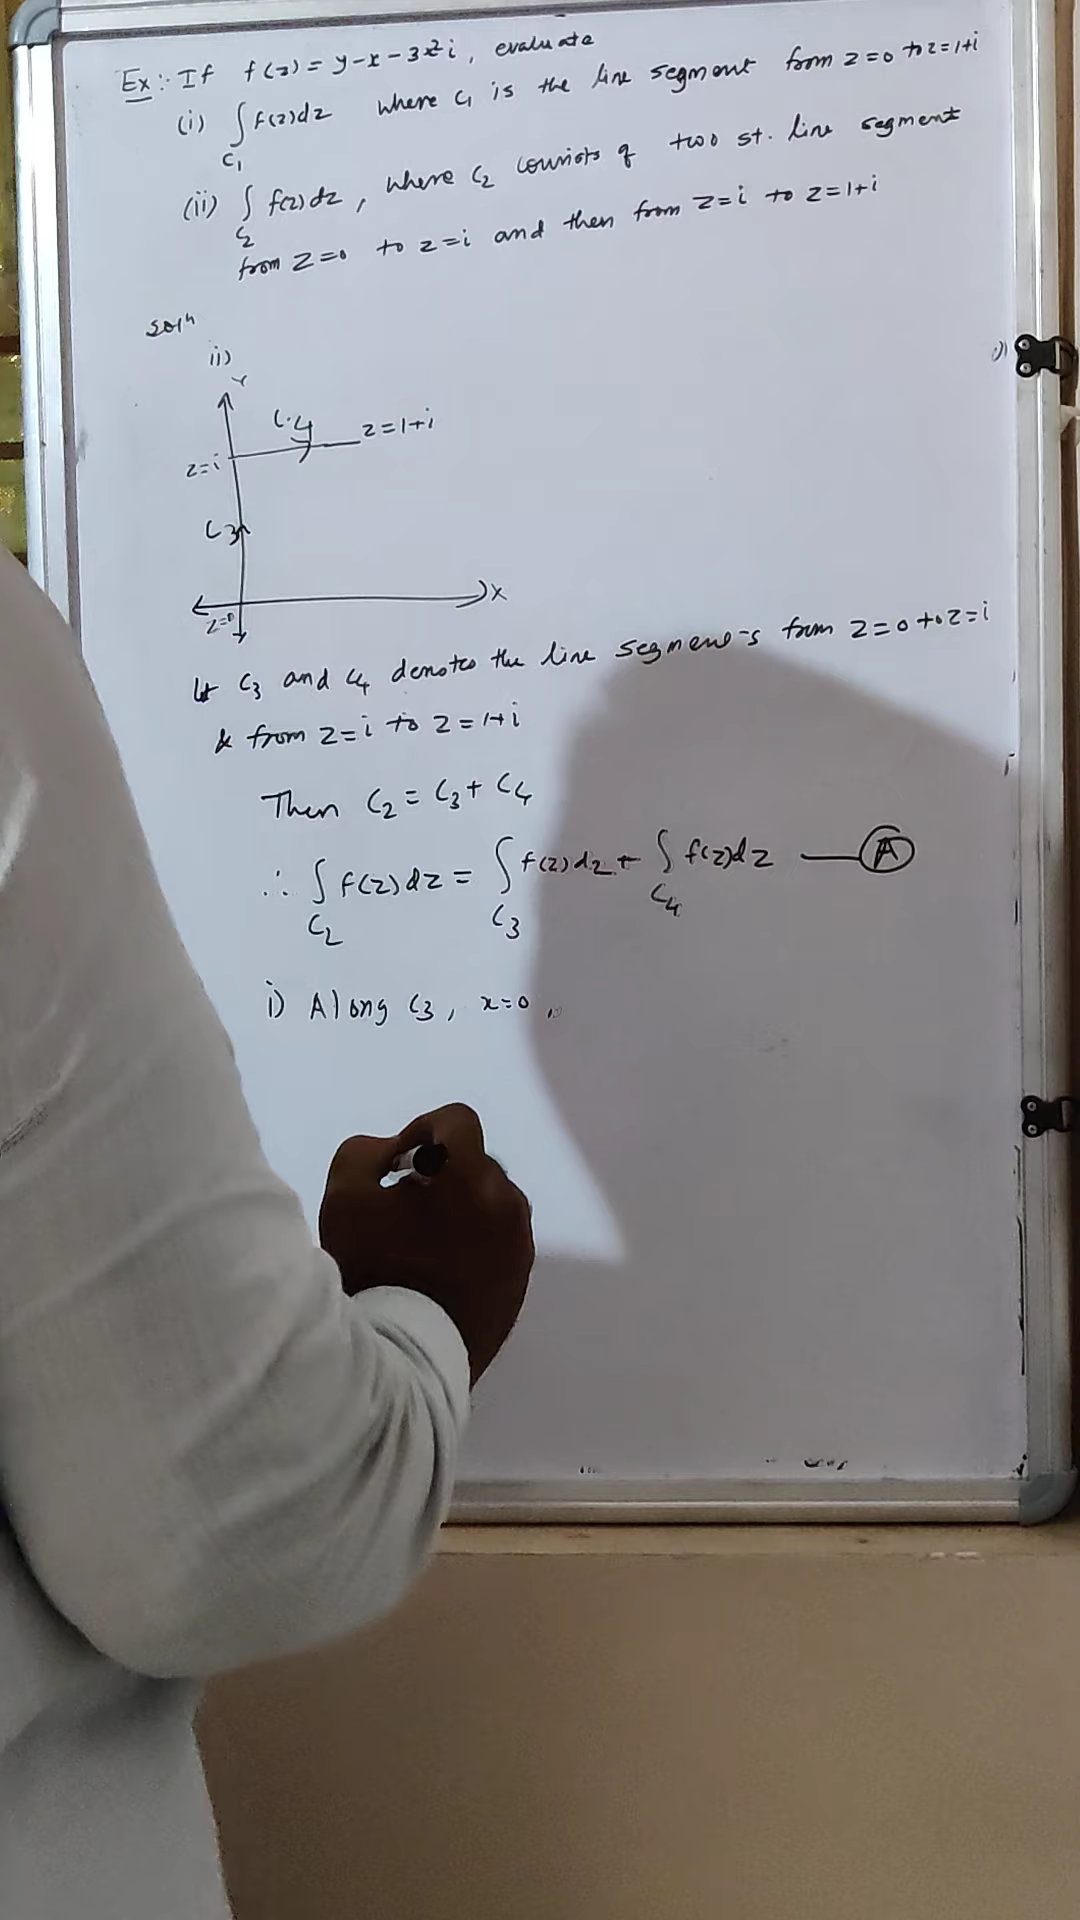 Ex:- If f(z) = y-x-3x²i, evaluate
(i) ∫f(z)dz where C₁ is the line segment from z=0 to z=1+i
C₁
(ii) ∫ f(z)dz, where C₂ consists of two st. line segment
C₂
from z=0 to z=i and then from z=i to z=1+i
Solⁿ
ii)
Y
C₄
z=1+i
z=i
C₃
X
z=0
let C₃ and C₄ denotes the line segments from z=0 to z=i
& from z=i to z=1+i
Then C₂ = C₃ + C₄
∴ ∫f(z)dz = ∫f(z)dz + ∫f(z)dz — A
C₂ C₃ C₄
i) Along C₃, x=0,